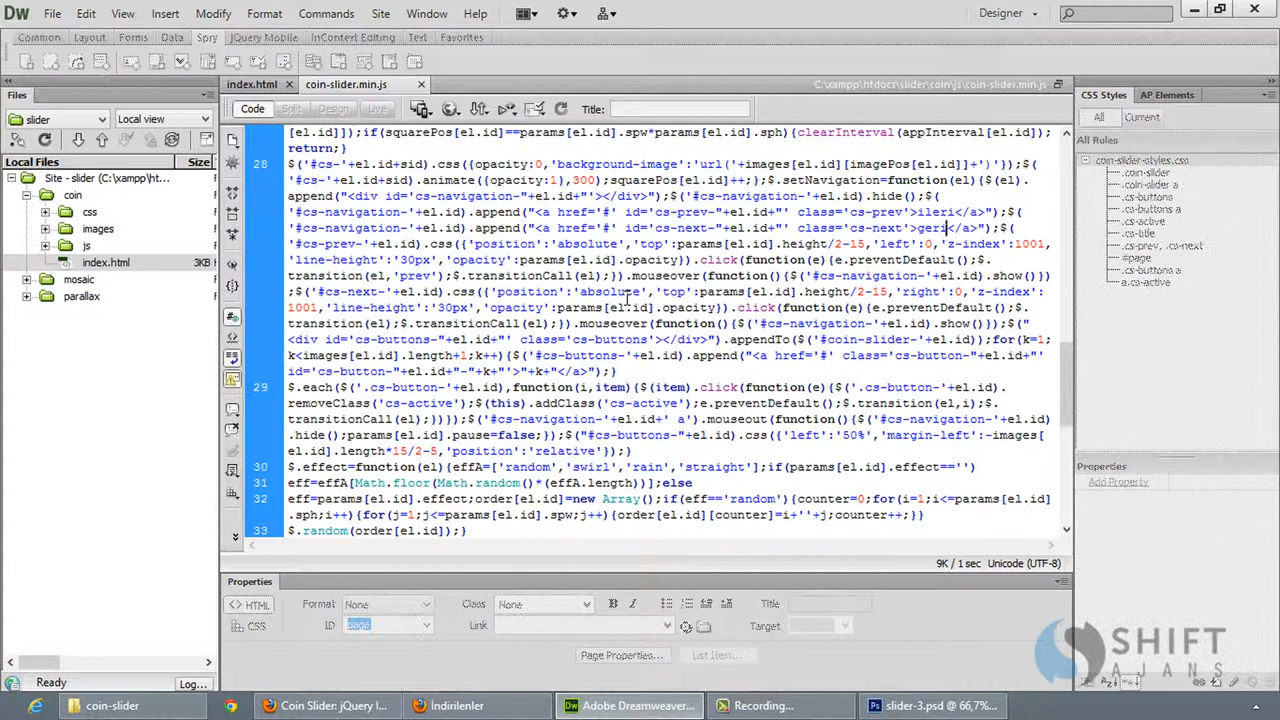 Dw File Edit View Insert Modify Format Commands Site Window Help Designer
Common Layout Forms Data Spry jQuery Mobile InContext Editing Text Favorites
Files
slider Local view
Local Files Size
Site - slider (C:\xampp\ht...
coin
css
images
js
index.html 3KB
mosaic
parallax
Ready Log...
index.html coin-slider.min.js C:\xampp\htdocs\slider\coin\js\coin-slider.min.js
Code Split Design Live Title:
[el.id]]);if(squarePos[el.id]==params[el.id].spw*params[el.id].sph){clearInterval(appInterval[el.id]);
return;}
28 $('#cs-'+el.id+sid).css({opacity:0,'background-image':'url('+images[el.id][imagePos[el.id]]+')'});$(
'#cs-'+el.id+sid).animate({opacity:1},300);squarePos[el.id]++;};$.setNavigation=function(el){$(el).
append("<div id='cs-navigation-"+el.id+"'></div>");$('#cs-navigation-'+el.id).hide();$(
'#cs-navigation-'+el.id).append("<a href='#' id='cs-prev-"+el.id+"' class='cs-prev'>ileri</a>");$(
'#cs-navigation-'+el.id).append("<a href='#' id='cs-next-"+el.id+"' class='cs-next'>geri</a>");$(
'#cs-prev-'+el.id).css({'position':'absolute','top':params[el.id].height/2-15,'left':0,'z-index':1001,
'line-height':'30px','opacity':params[el.id].opacity}).click(function(e){e.preventDefault();$.
transition(el,'prev');$.transitionCall(el);}).mouseover(function(){$('#cs-navigation-'+el.id).show()})
;$('#cs-next-'+el.id).css({'position':'absolute','top':params[el.id].height/2-15,'right':0,'z-index':
1001,'line-height':'30px','opacity':params[el.id].opacity}).click(function(e){e.preventDefault();$.
transition(el);$.transitionCall(el);}).mouseover(function(){$('#cs-navigation-'+el.id).show()});$("
<div id='cs-buttons-"+el.id+"' class='cs-buttons'></div>").appendTo($('#coin-slider-'+el.id));for(k=1;
k<images[el.id].length+1;k++){$('#cs-buttons-'+el.id).append("<a href='#' class='cs-button-"+el.id+"'
id='cs-button-"+el.id+"-"+k+"'>"+k+"</a>");}
29 $.each($('.cs-button-'+el.id),function(i,item){$(item).click(function(e){$('.cs-button-'+el.id).
removeClass('cs-active');$(this).addClass('cs-active');e.preventDefault();$.transition(el,i);$.
transitionCall(el);})});$('#cs-navigation-'+el.id+' a').mouseout(function(){$('#cs-navigation-'+el.id)
.hide();params[el.id].pause=false;});$("#cs-buttons-"+el.id).css({'left':'50%','margin-left':-images[
el.id].length*15/2-5,'position':'relative'});}
30 $.effect=function(el){effA=['random','swirl','rain','straight'];if(params[el.id].effect=='')
31 eff=effA[Math.floor(Math.random()*(effA.length))];else
32 eff=params[el.id].effect;order[el.id]=new Array();if(eff=='random'){counter=0;for(i=1;i<=params[el.id]
.sph;i++){for(j=1;j<=params[el.id].spw;j++){order[el.id][counter]=i+''+j;counter++;}}
33 $.random(order[el.id]);}
9K / 1 sec Unicode (UTF-8)
Properties
<> HTML Format None Class None B I Title
CSS ID Link Target
Page Properties... List Item...
CSS Styles AP Elements
All Current
All Rules
coin-slider-styles.css
.coin-slider
.coin-slider a
.cs-buttons
.cs-buttons a
.cs-active
.cs-title
.cs-prev, .cs-next
#page
.cs-buttons a
a.cs-active
Properties
Add Property
SHIFT
AJANS
coin-slider Coin Slider: jQuery I... İndirilenler Adobe Dreamweaver... Recording... slider-3.psd @ 66,7%...